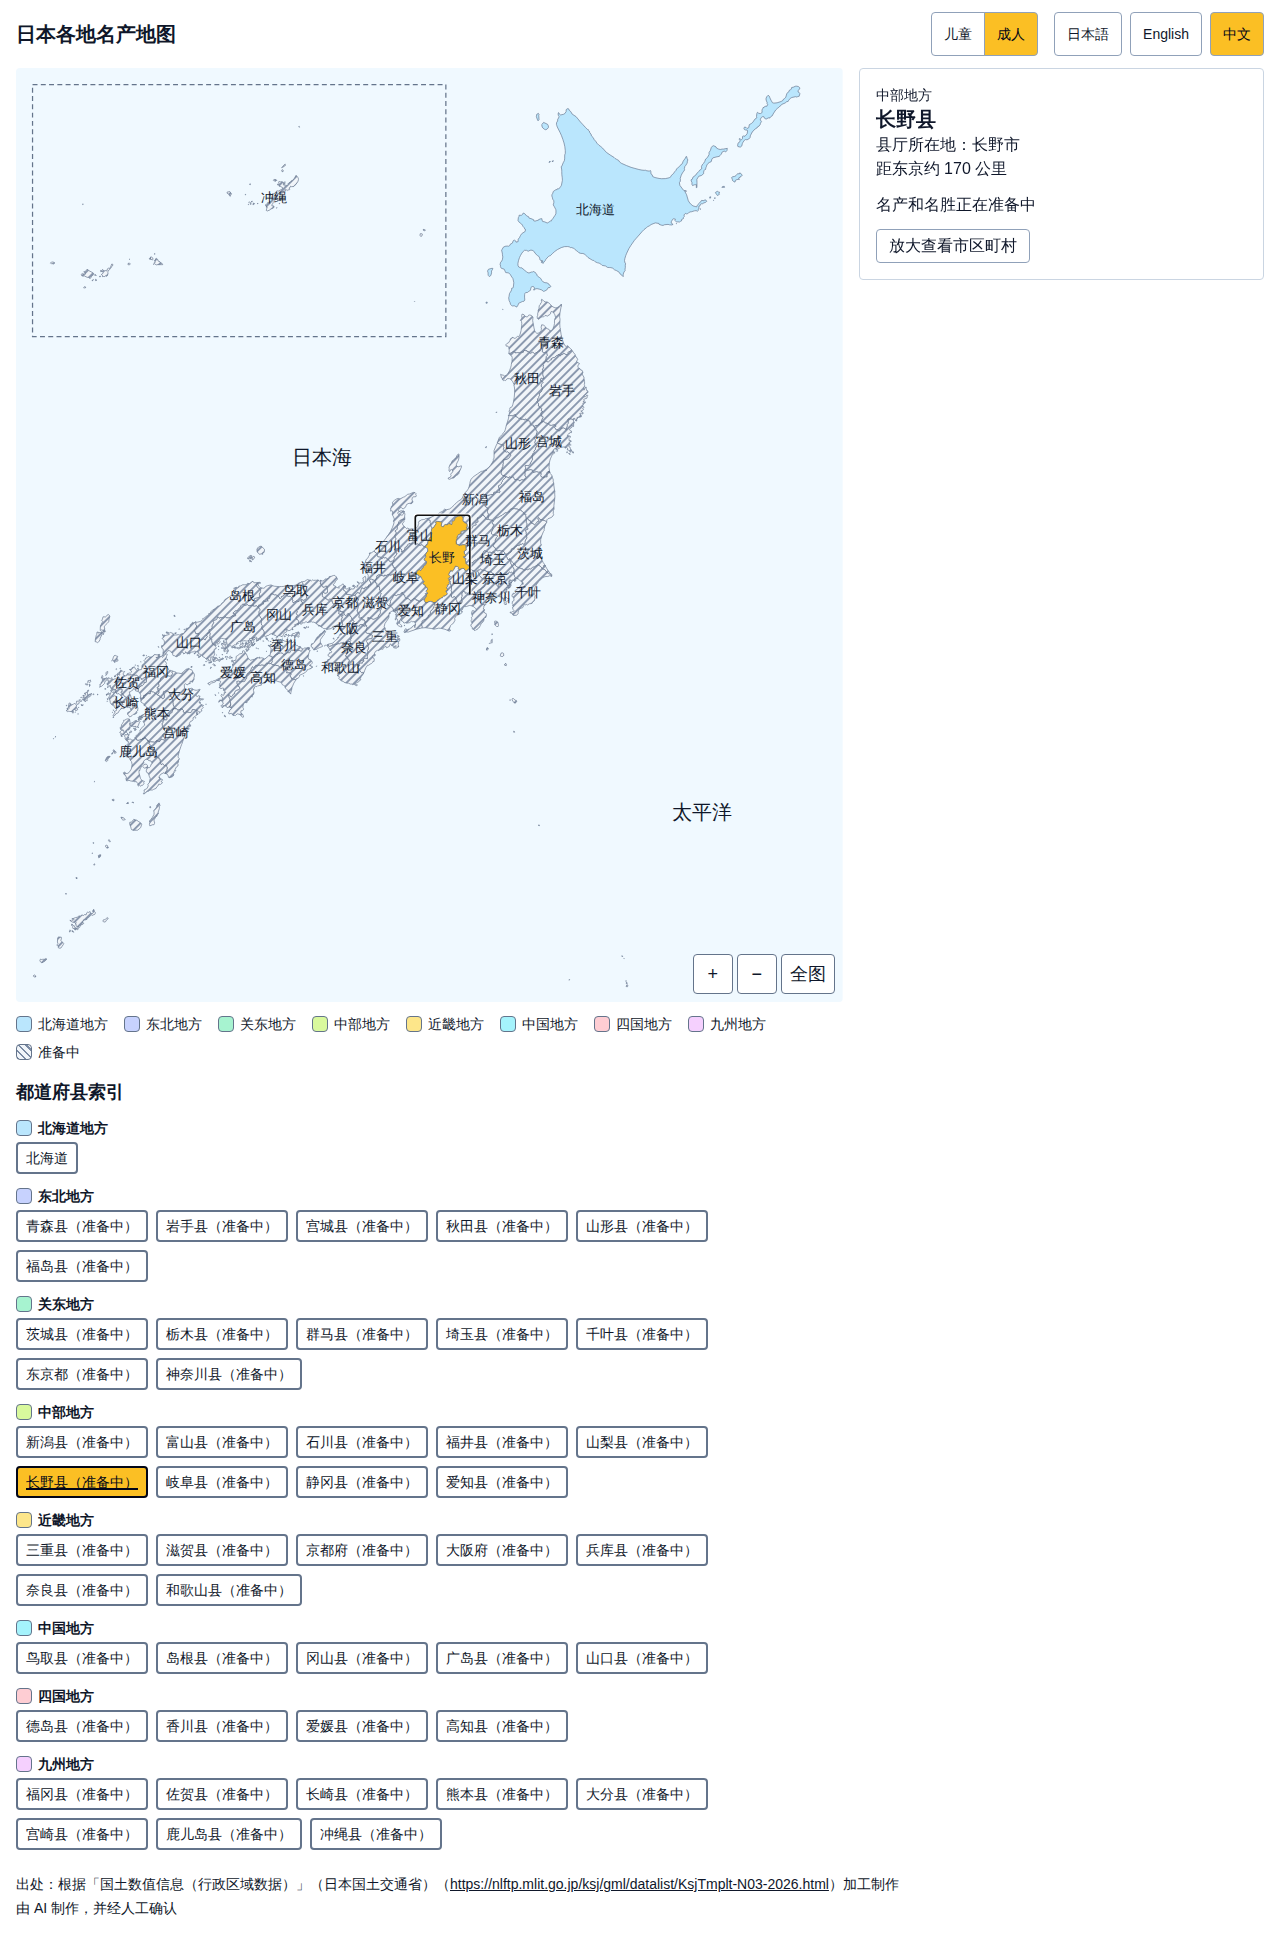 日本各地名产地图
儿童 成人 日本語 English 中文
中部地方
长野县
县厅所在地：长野市
距东京约 170 公里
名产和名胜正在准备中
放大查看市区町村
冲绳
北海道
青森
秋田
岩手
山形
宫城
日本海
新潟
福岛
富山
群马
栃木
石川
长野
埼玉
茨城
福井
岐阜
山梨
东京
岛根
鸟取
京都
滋贺
神奈川
千叶
冈山
兵库
爱知
静冈
广岛
大阪
三重
山口
香川
奈良
福冈
爱媛
高知
德岛
和歌山
佐贺
长崎
大分
熊本
宫崎
鹿儿岛
太平洋
+ − 全图
北海道地方 东北地方 关东地方 中部地方 近畿地方 中国地方 四国地方 九州地方
准备中
都道府县索引
北海道地方
北海道
东北地方
青森县（准备中） 岩手县（准备中） 宫城县（准备中） 秋田县（准备中） 山形县（准备中）
福岛县（准备中）
关东地方
茨城县（准备中） 栃木县（准备中） 群马县（准备中） 埼玉县（准备中） 千叶县（准备中）
东京都（准备中） 神奈川县（准备中）
中部地方
新潟县（准备中） 富山县（准备中） 石川县（准备中） 福井县（准备中） 山梨县（准备中）
长野县（准备中） 岐阜县（准备中） 静冈县（准备中） 爱知县（准备中）
近畿地方
三重县（准备中） 滋贺县（准备中） 京都府（准备中） 大阪府（准备中） 兵库县（准备中）
奈良县（准备中） 和歌山县（准备中）
中国地方
鸟取县（准备中） 岛根县（准备中） 冈山县（准备中） 广岛县（准备中） 山口县（准备中）
四国地方
德岛县（准备中） 香川县（准备中） 爱媛县（准备中） 高知县（准备中）
九州地方
福冈县（准备中） 佐贺县（准备中） 长崎县（准备中） 熊本县（准备中） 大分县（准备中）
宫崎县（准备中） 鹿儿岛县（准备中） 冲绳县（准备中）
出处：根据「国土数值信息（行政区域数据）」（日本国土交通省）（https://nlftp.mlit.go.jp/ksj/gml/datalist/KsjTmplt-N03-2026.html）加工制作
由 AI 制作，并经人工确认